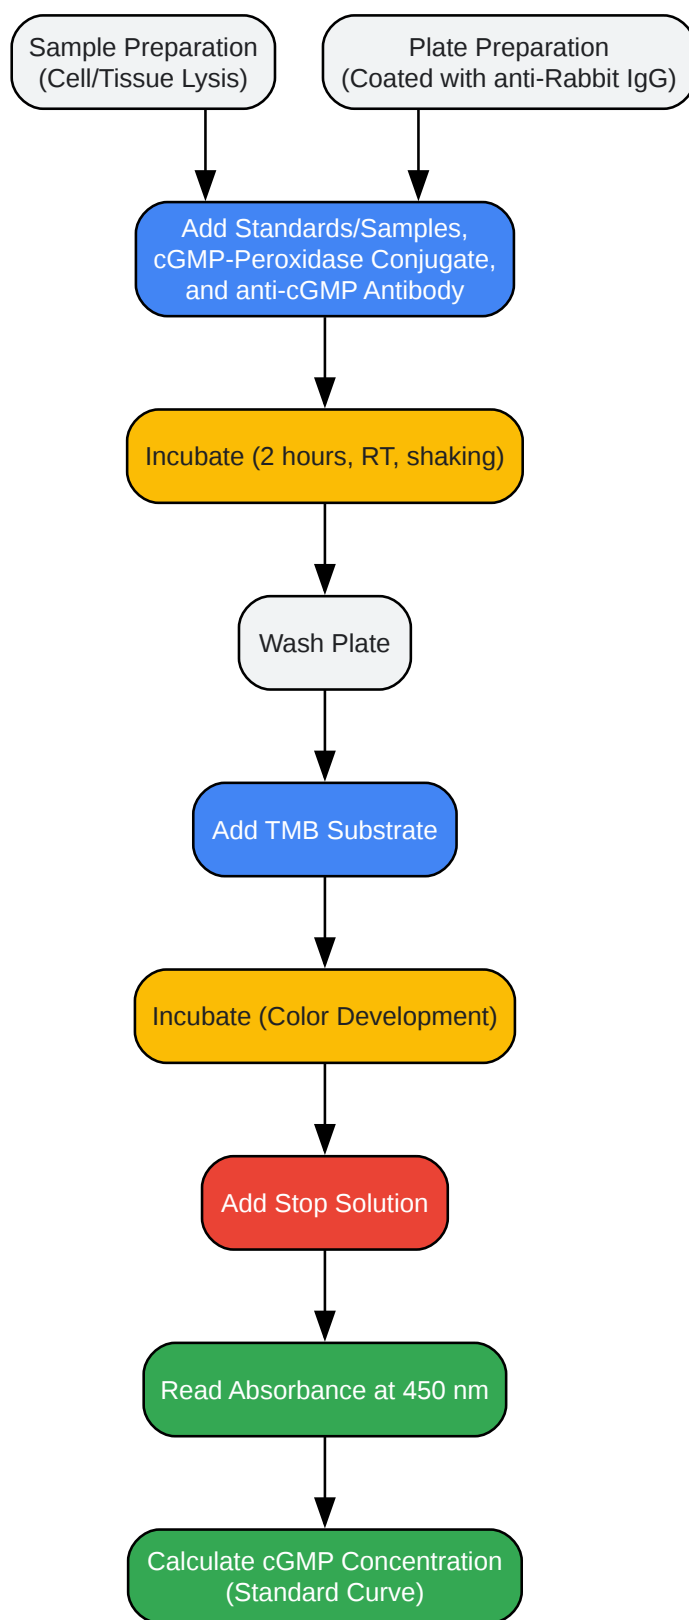 Sample Preparation
(Cell/Tissue Lysis)
Plate Preparation
(Coated with anti-Rabbit IgG)
Add Standards/Samples,
cGMP-Peroxidase Conjugate,
and anti-cGMP Antibody
Incubate (2 hours, RT, shaking)
Wash Plate
Add TMB Substrate
Incubate (Color Development)
Add Stop Solution
Read Absorbance at 450 nm
Calculate cGMP Concentration
(Standard Curve)